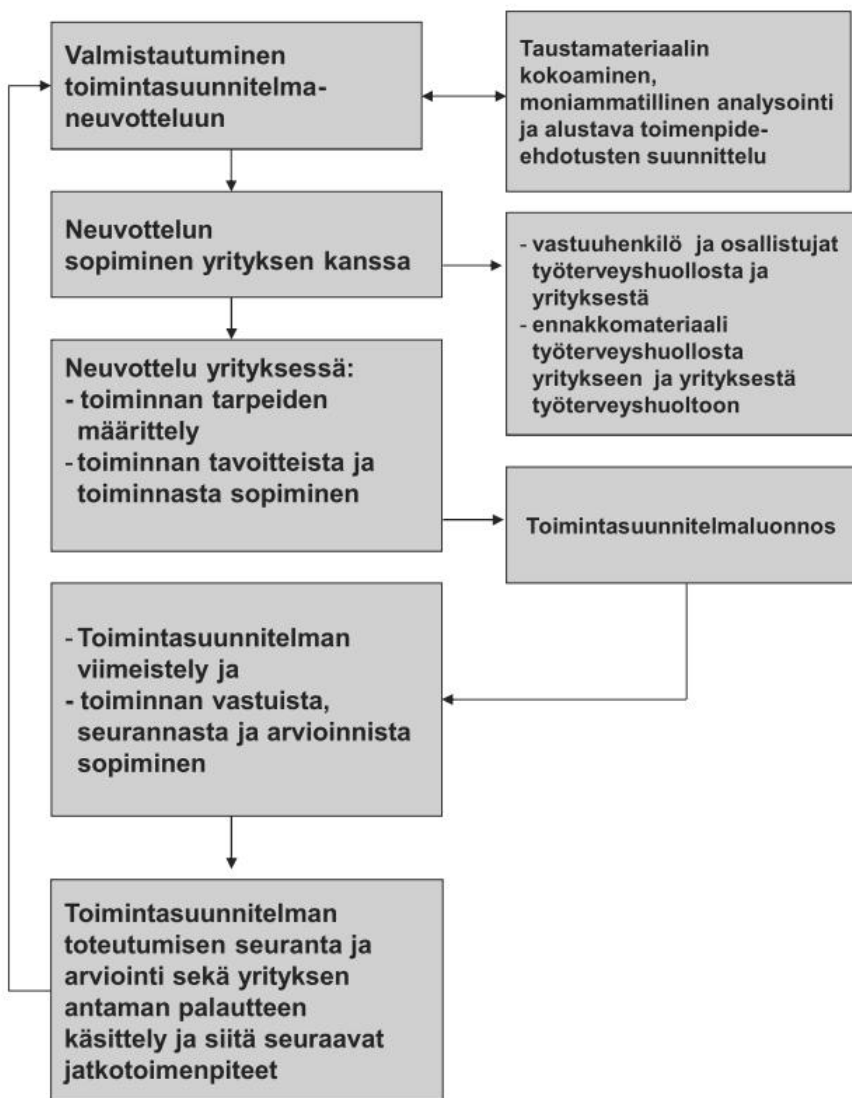 Valmistautuminen
toimintasuunnitelma-
neuvotteluun
Taustamateriaalin
kokoaminen,
moniammatillinen analysointi
ja alustava toimenpide-
ehdotusten suunnittelu
Neuvottelun
sopiminen yrityksen kanssa
- vastuuhenkilö ja osallistujat
työterveyshuollosta ja
yrityksestä
- ennakkomateriaali
työterveyshuollosta
yritykseen ja yrityksestä
työterveyshuoltoon
Neuvottelu yrityksessä:
- toiminnan tarpeiden
määrittely
- toiminnan tavoitteista ja
toiminnasta sopiminen
Toimintasuunnitelmaluonnos
- Toimintasuunnitelman
viimeistely ja
- toiminnan vastuista,
seurannasta ja arvioinnista
sopiminen
Toimintasuunnitelman
toteutumisen seuranta ja
arviointi sekä yrityksen
antaman palautteen
käsittely ja siitä seuraavat
jatkotoimenpiteet